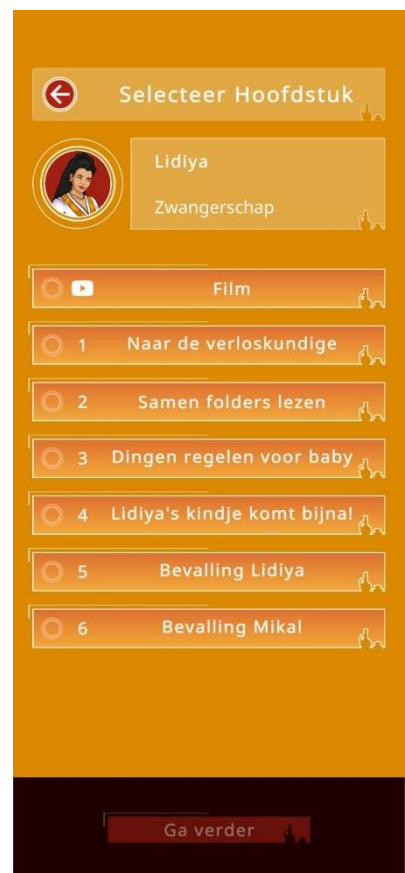 Selecteer Hoofdstuk
Lidiya
Zwangerschap
Film
1 Naar de verloskundige
2 Samen folders lezen
3 Dingen regelen voor baby
4 Lidiya's kindje komt bijna!
5 Bevalling Lidiya
6 Bevalling Mikal
Ga verder